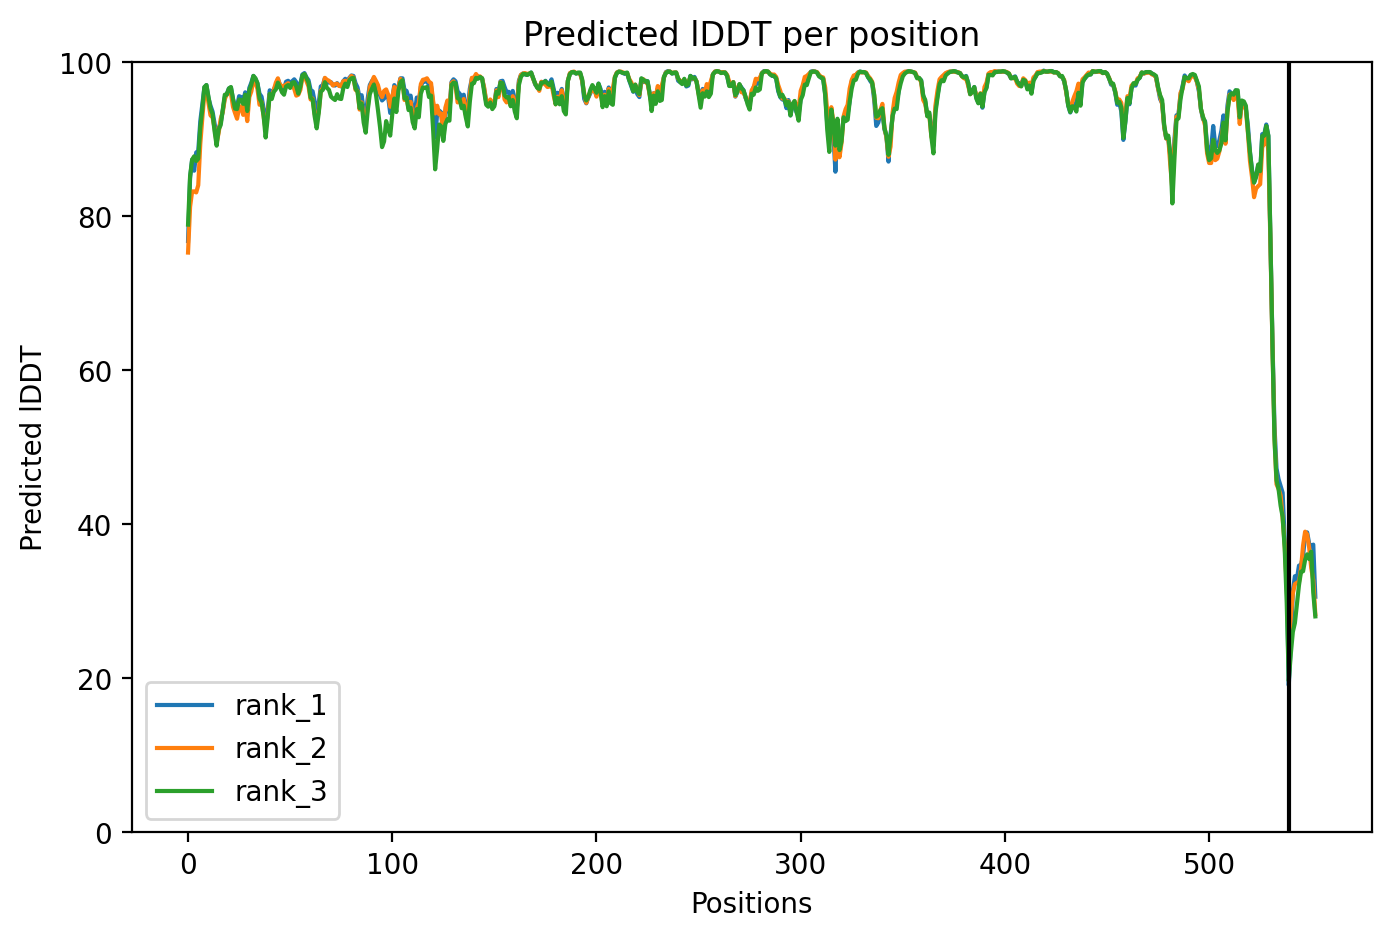 Predicted lDDT per position
100
80
60
40
20
0
Predicted lDDT
rank_1
rank_2
rank_3
0 100 200 300 400 500
Positions